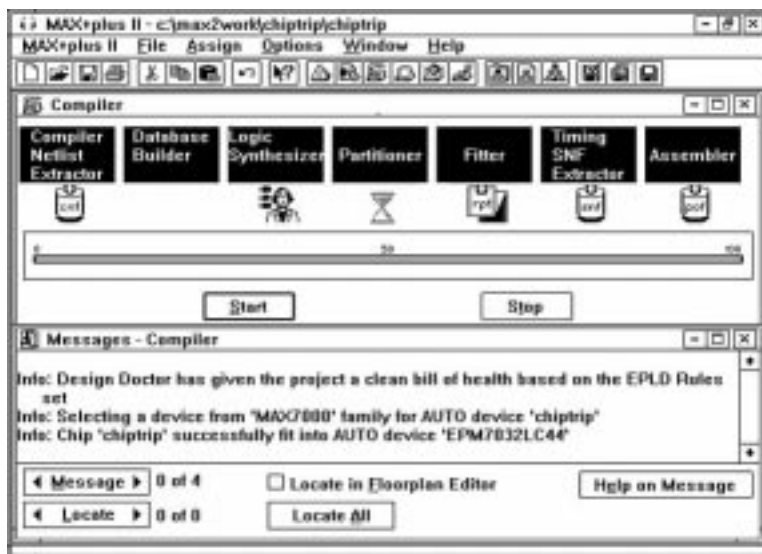 MAX+plus II - c:\max2work\chiptrip\chiptrip
MAX+plus II File Assign Options Window Help
Compiler
Compiler Netlist Extractor
Database Builder
Logic Synthesizer
Partitioner
Fitter
Timing SNF Extractor
Assembler
cnf
rpt
snf
pof
0 50 100
Start Stop
Messages - Compiler
Info: Design Doctor has given the project a clean bill of health based on the EPLD Rules
set
Info: Selecting a device from 'MAX7000' family for AUTO device 'chiptrip'
Info: Chip 'chiptrip' successfully fit into AUTO device 'EPM7032LC44'
Message 0 of 4 Locate in Floorplan Editor Help on Message
Locate 0 of 0 Locate All